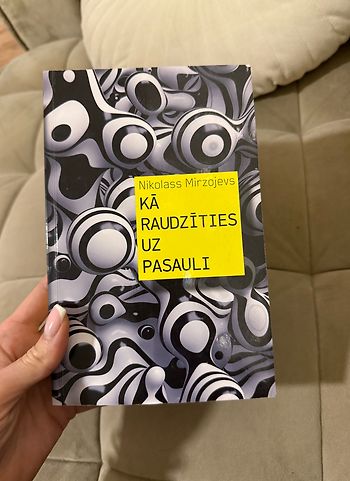 Nikolass Mirzojevs
KĀ
RAUDZĪTIES
UZ
PASAULI